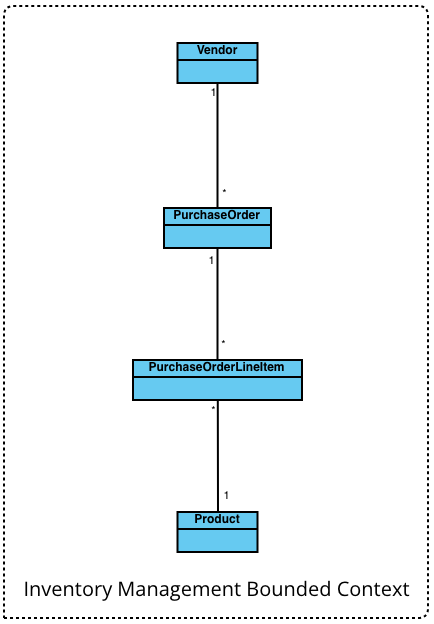 Vendor
1
*
PurchaseOrder
1
*
PurchaseOrderLineItem
*
1
Product
Inventory Management Bounded Context